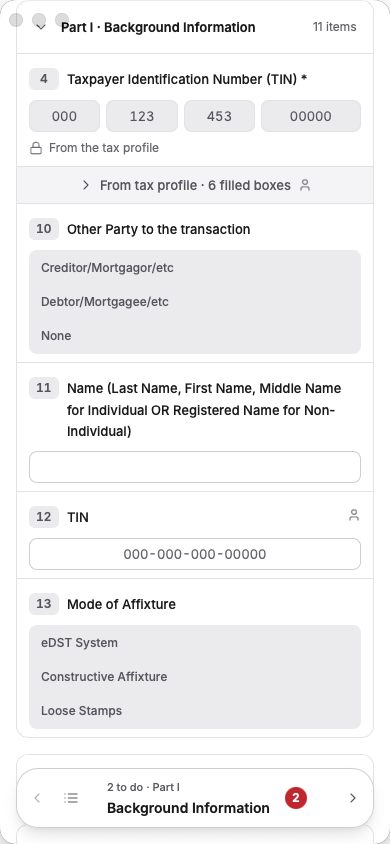 Part I · Background Information
11 items
4 Taxpayer Identification Number (TIN) *
000 123 453 00000
From the tax profile
From tax profile · 6 filled boxes
10 Other Party to the transaction
Creditor/Mortgagor/etc
Debtor/Mortgagee/etc
None
11 Name (Last Name, First Name, Middle Name
for Individual OR Registered Name for Non-
Individual)
12 TIN
000-000-000-00000
13 Mode of Affixture
eDST System
Constructive Affixture
Loose Stamps
2 to do · Part I
Background Information
2